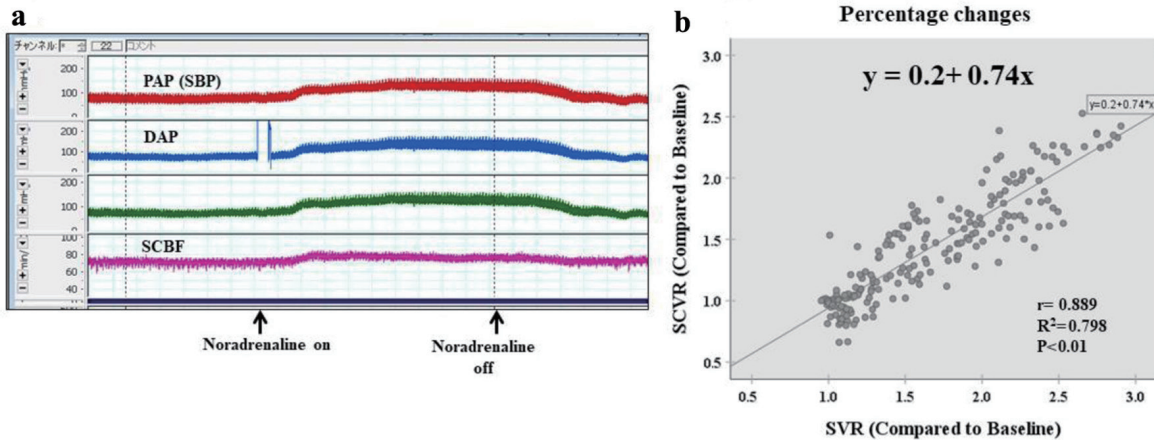 a
チャンネル: 22 コメント
200
100
0
PAP (SBP)
200
100
DAP
200
100
0
100
80
60
40
SCBF
Noradrenaline on
Noradrenaline
off
b
Percentage changes
y = 0.2+ 0.74x
y=0.2+0.74*x
3.0
2.5
2.0
1.5
1.0
0.5
SCVR (Compared to Baseline)
r= 0.889
R²=0.798
P<0.01
0.5 1.0 1.5 2.0 2.5 3.0
SVR (Compared to Baseline)